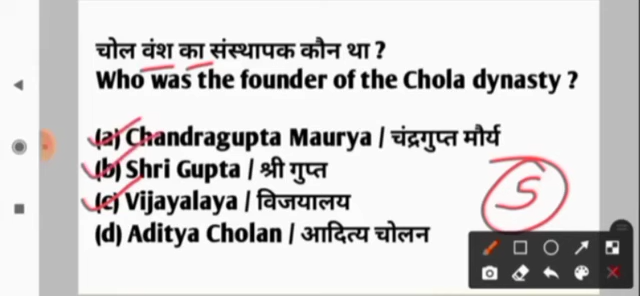 चोल वंश का संस्थापक कौन था ?
Who was the founder of the Chola dynasty ?
(a) Chandragupta Maurya / चंद्रगुप्त मौर्य
(b) Shri Gupta / श्री गुप्त
(c) Vijayalaya / विजयालय
(d) Aditya Cholan / आदित्य चोलन
5